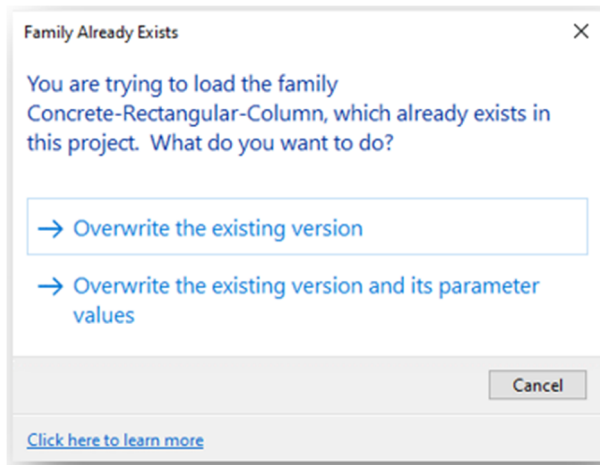 Family Already Exists
You are trying to load the family
Concrete-Rectangular-Column, which already exists in
this project.  What do you want to do?
Overwrite the existing version
Overwrite the existing version and its parameter
values
Cancel
Click here to learn more